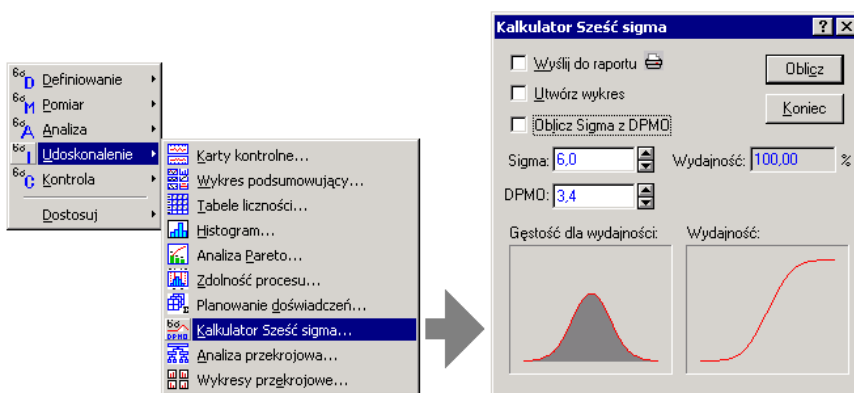 6σD Definiowanie
6σM Pomiar
6σA Analiza
6σI Udoskonalenie
6σC Kontrola
Dostosuj
Karty kontrolne...
Wykres podsumowujący...
Tabele liczności...
Histogram...
Analiza Pareto...
Zdolność procesu...
Planowanie doświadczeń...
6σ DPMO Kalkulator Sześć sigma...
Analiza przekrojowa...
Wykresy przekrojowe...
Kalkulator Sześć sigma
Wyślij do raportu
Oblicz
Utwórz wykres
Koniec
Oblicz Sigma z DPMO
Sigma: 6,0 Wydajność: 100,00 %
DPMO: 3,4
Gęstość dla wydajności: Wydajność: